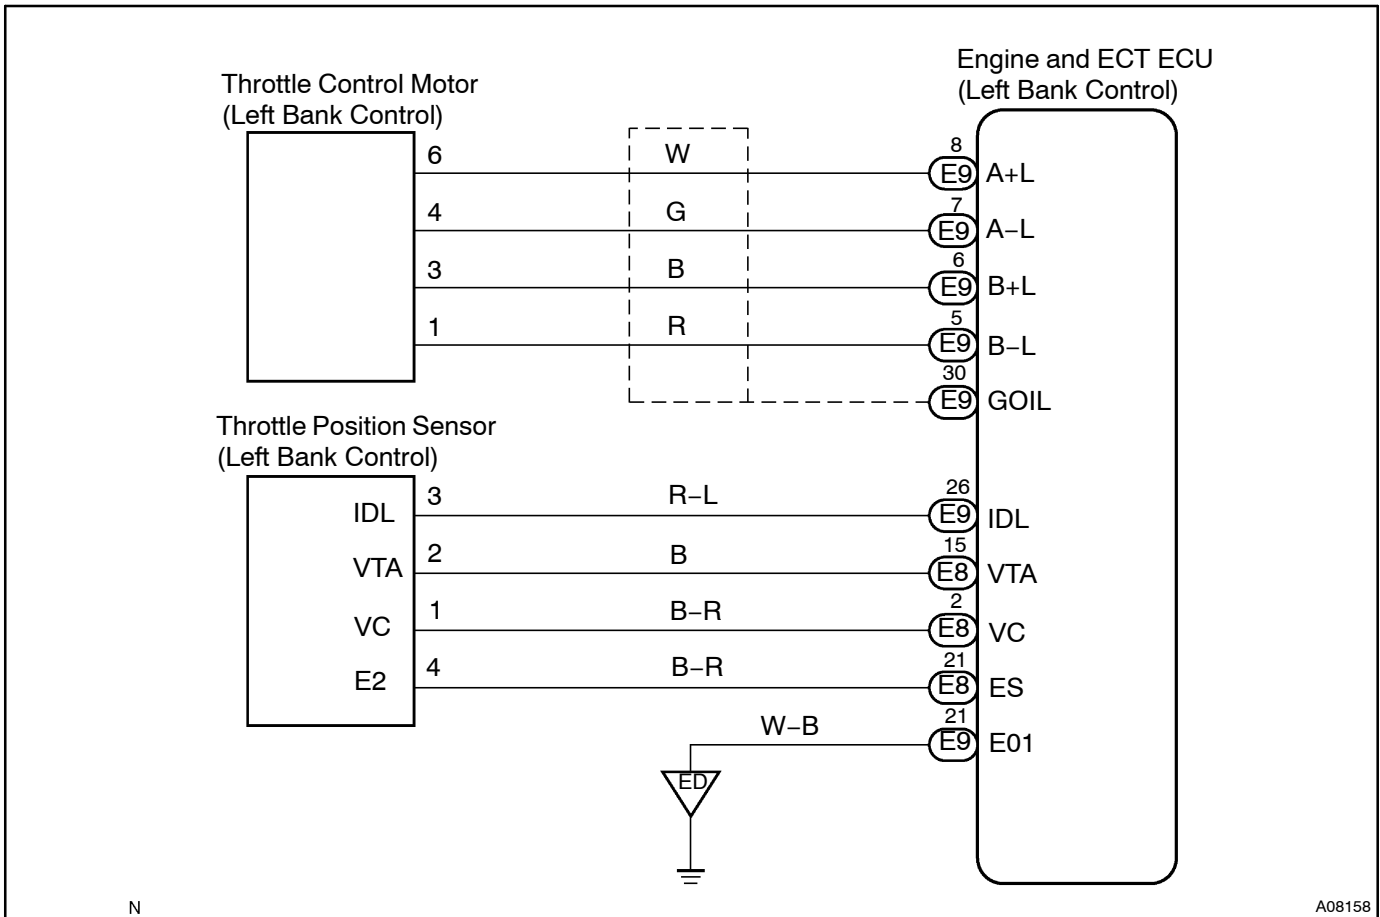 Engine and ECT ECU
(Left Bank Control)
Throttle Control Motor
(Left Bank Control)
6 W 8 E9 A+L
4 G 7 E9 A−L
3 B 6 E9 B+L
1 R 5 E9 B−L
30 E9 GOIL
Throttle Position Sensor
(Left Bank Control)
IDL 3 R−L 26 E9 IDL
VTA 2 B 15 E8 VTA
VC 1 B−R 2 E8 VC
E2 4 B−R 21 E8 ES
W−B 21 E9 E01
ED
N
A08158